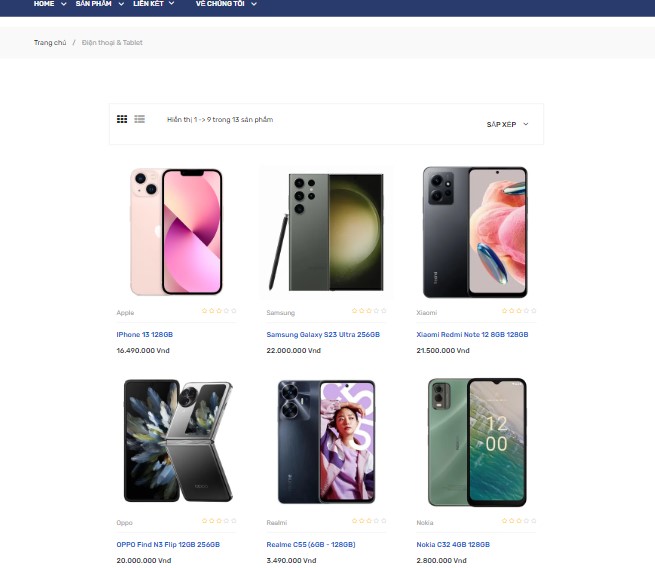 HOME SẢN PHẨM LIÊN KẾT VỀ CHÚNG TÔI
Trang chủ / Điện thoại & Tablet
Hiển thị 1 -> 9 trong 13 sản phẩm
SẮP XẾP
Apple
IPhone 13 128GB
16.490.000 Vnd
Samsung
Samsung Galaxy S23 Ultra 256GB
22.000.000 Vnd
Xiaomi
Xiaomi Redmi Note 12 8GB 128GB
21.500.000 Vnd
Oppo
OPPO Find N3 Flip 12GB 256GB
20.000.000 Vnd
Realmi
Realme C55 (6GB - 128GB)
3.490.000 Vnd
12
00
Nokia
Nokia C32 4GB 128GB
2.800.000 Vnd